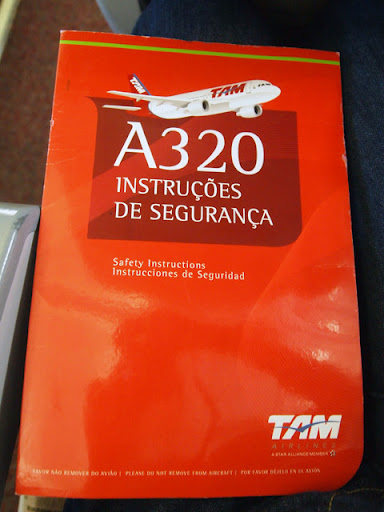 TAM
A320
INSTRUÇÕES
DE SEGURANÇA
Safety Instructions
Instrucciones de Seguridad
TAM
AIRLINES
A STAR ALLIANCE MEMBER
FAVOR NÃO REMOVER DO AVIÃO | PLEASE DO NOT REMOVE FROM AIRCRAFT | POR FAVOR DÉJELO EN EL AVIÓN